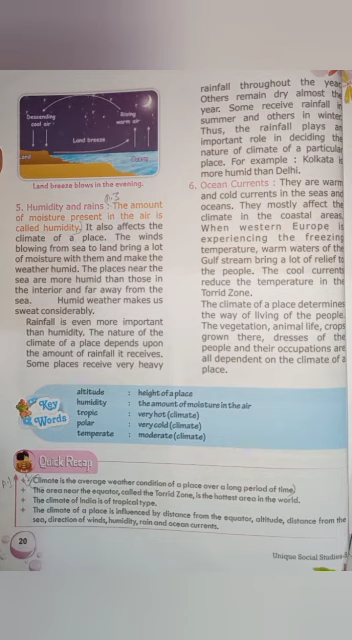 Descending
cool air
Rising
warm air
Land breeze
Land
Land breeze blows in the evening.
5. Humidity and rains : The amount
of moisture present in the air is
called humidity. It also affects the
climate of a place. The winds
blowing from sea to land bring a lot
of moisture with them and make the
weather humid. The places near the
sea are more humid than those in
the interior and far away from the
sea. Humid weather makes us
sweat considerably.
Rainfall is even more important
than humidity. The nature of the
climate of a place depends upon
the amount of rainfall it receives.
Some places receive very heavy
rainfall throughout the year.
Others remain dry almost the
year. Some receive rainfall in
summer and others in winter.
Thus, the rainfall plays an
important role in deciding the
nature of climate of a particular
place. For example : Kolkata is
more humid than Delhi.
6. Ocean Currents : They are warm
and cold currents in the seas and
oceans. They mostly affect the
climate in the coastal areas.
When western Europe is
experiencing the freezing
temperature, warm waters of the
Gulf stream bring a lot of relief to
the people. The cool currents
reduce the temperature in the
Torrid Zone.
The climate of a place determines
the way of living of the people.
The vegetation, animal life, crops
grown there, dresses of the
people and their occupations are
all dependent on the climate of a
place.
Key
Words
altitude : height of a place
humidity : the amount of moisture in the air
tropic : very hot (climate)
polar : very cold (climate)
temperate : moderate (climate)
Quick Recap
Climate is the average weather condition of a place over a long period of time.
+ The area near the equator, called the Torrid Zone, is the hottest area in the world.
+ The climate of India is of tropical type.
+ The climate of a place is influenced by distance from the equator, altitude, distance from the
sea, direction of winds, humidity, rain and ocean currents.
20
Unique Social Studies